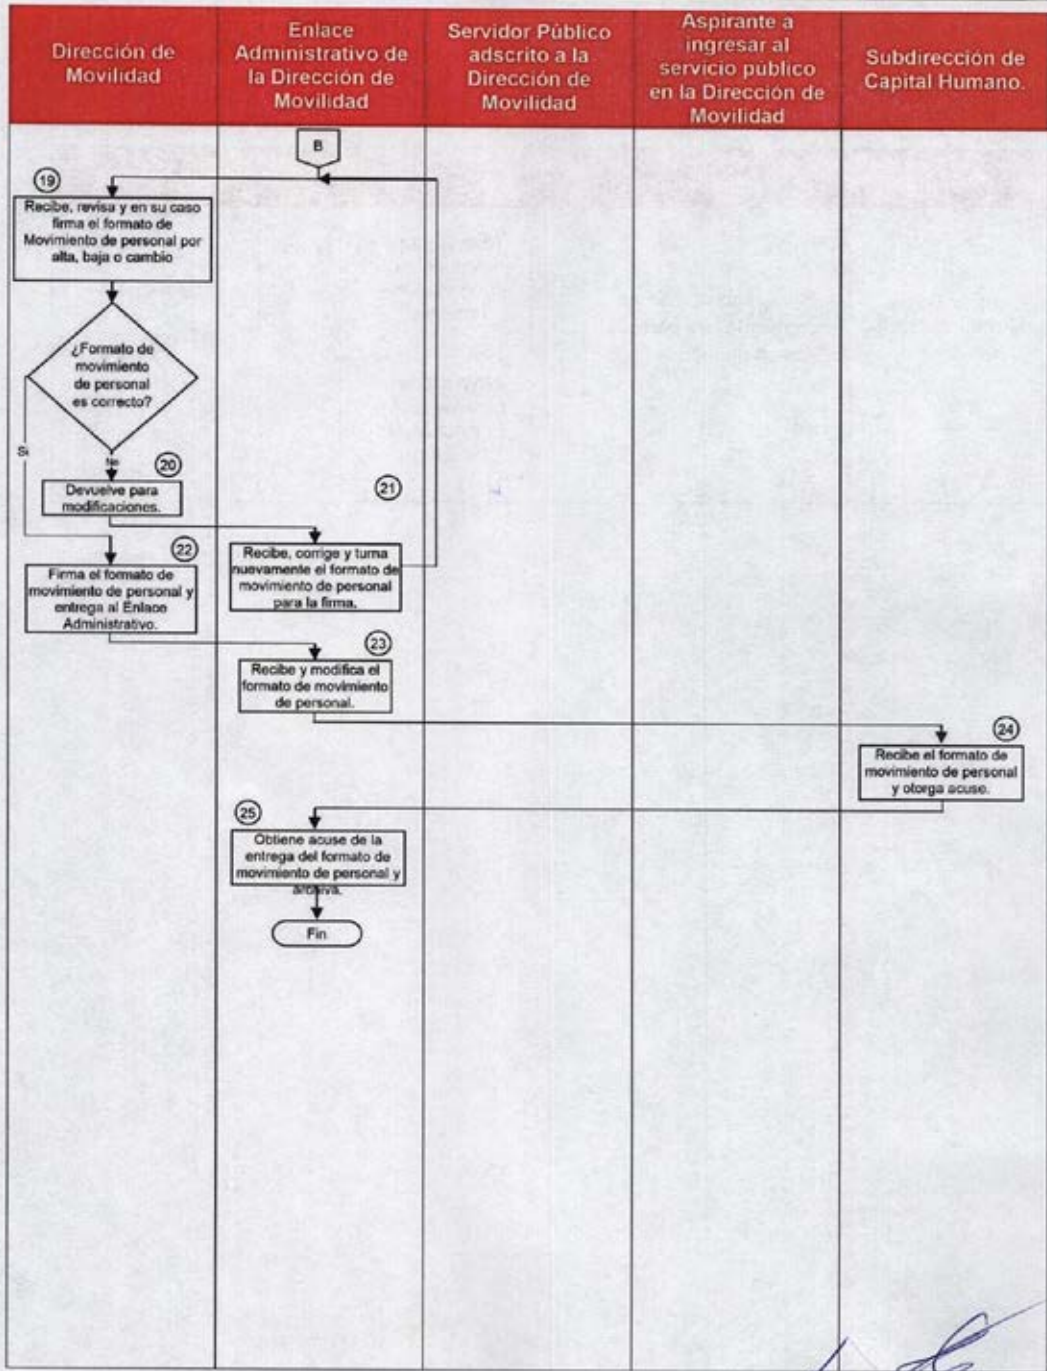 Dirección de
Movilidad
Enlace
Administrativo de
la Dirección de
Movilidad
Servidor Público
adscrito a la
Dirección de
Movilidad
Aspirante a
ingresar al
servicio público
en la Dirección de
Movilidad
Subdirección de
Capital Humano.
B
19
Recibe, revisa y en su caso
firma el formato de
Movimiento de personal por
alta, baja o cambio
¿Formato de
movimiento
de personal
es correcto?
Si
No
20
Devuelve para
modificaciones.
21
Recibe, corrige y turna
nuevamente el formato de
movimiento de personal
para la firma.
22
Firma el formato de
movimiento de personal y
entrega al Enlace
Administrativo.
23
Recibe y modifica el
formato de movimiento
de personal.
24
Recibe el formato de
movimiento de personal
y otorga acuse.
25
Obtiene acuse de la
entrega del formato de
movimiento de personal y
archiva.
Fin